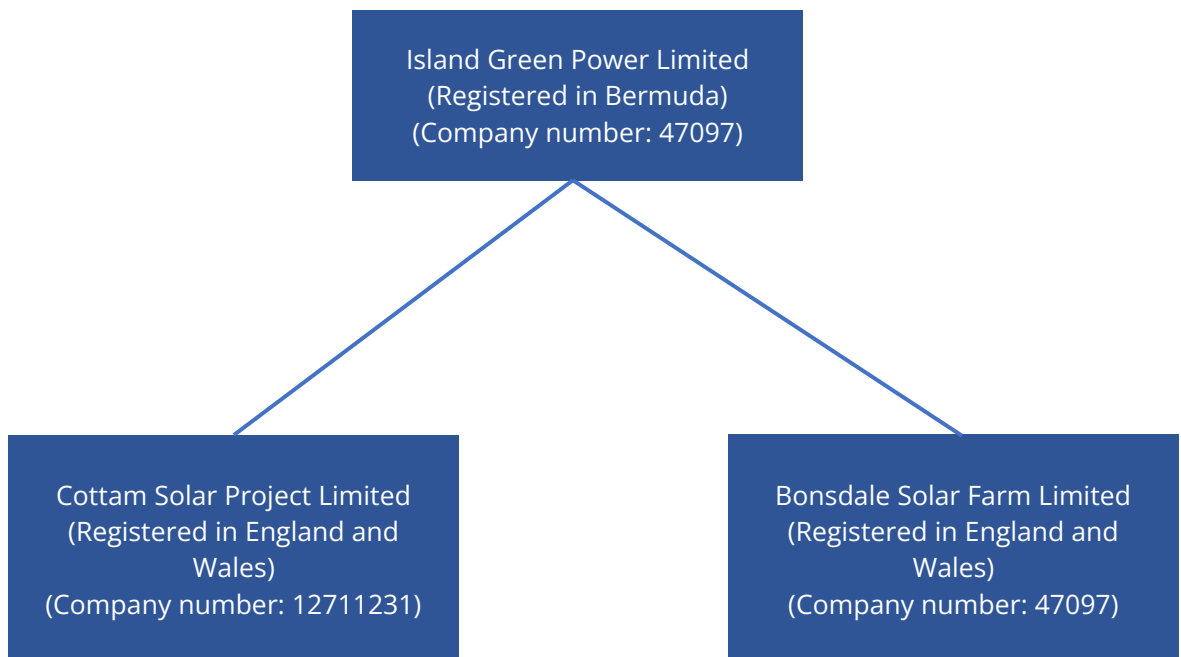 Island Green Power Limited
(Registered in Bermuda)
(Company number: 47097)
Cottam Solar Project Limited
(Registered in England and
Wales)
(Company number: 12711231)
Bonsdale Solar Farm Limited
(Registered in England and
Wales)
(Company number: 47097)